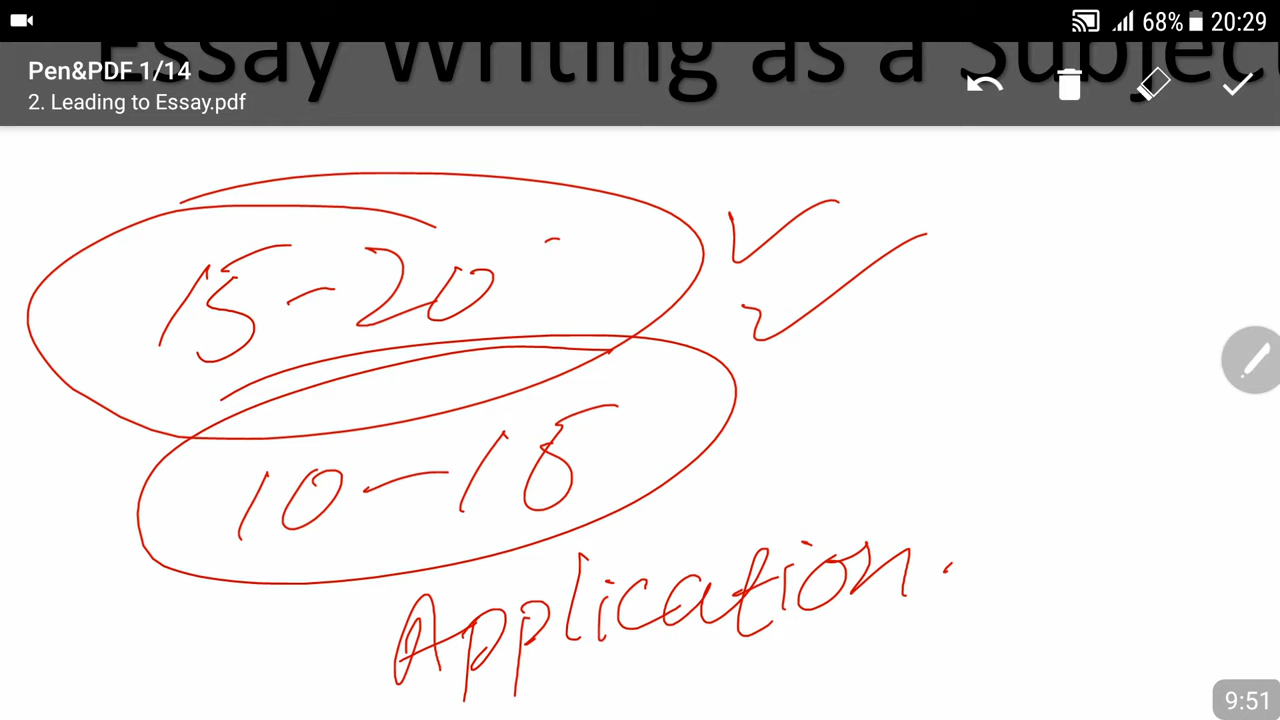 68% 20:29
Essay Writing as a Subject
Pen&PDF 1/14
2. Leading to Essay.pdf
15-20
10-15
Application.
9:51